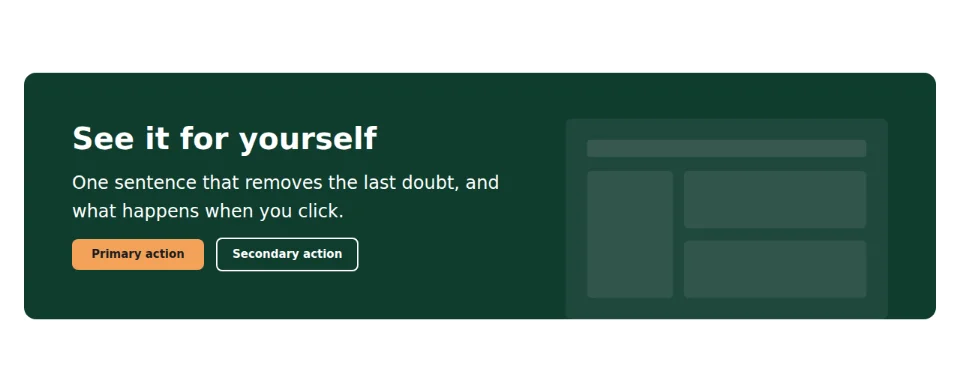 See it for yourself
One sentence that removes the last doubt, and
what happens when you click.
Primary action
Secondary action